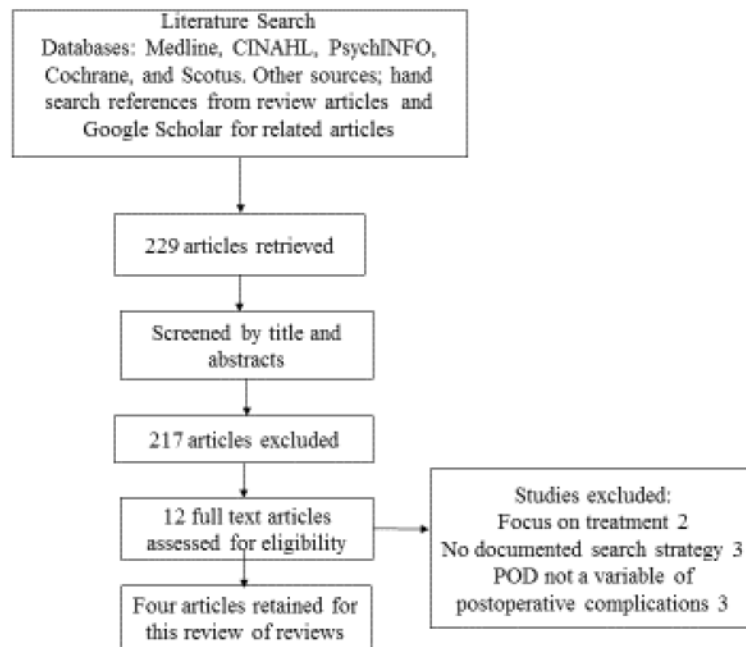 Literature Search
Databases: Medline, CINAHL, PsychINFO,
Cochrane, and Scotus. Other sources; hand
search references from review articles and
Google Scholar for related articles
229 articles retrieved
Screened by title and
abstracts
217 articles excluded
12 full text articles
assessed for eligibility
Studies excluded:
Focus on treatment 2
No documented search strategy 3
POD not a variable of
postoperative complications 3
Four articles retained for
this review of reviews